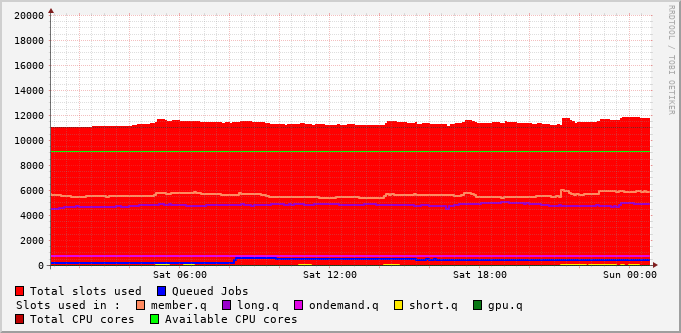 RRDTOOL / TOBI OETIKER
20000
18000
16000
14000
12000
10000
8000
6000
4000
2000
0
Sat 06:00 Sat 12:00 Sat 18:00 Sun 00:00
Total slots used Queued Jobs
Slots used in : member.q long.q ondemand.q short.q gpu.q
Total CPU cores Available CPU cores